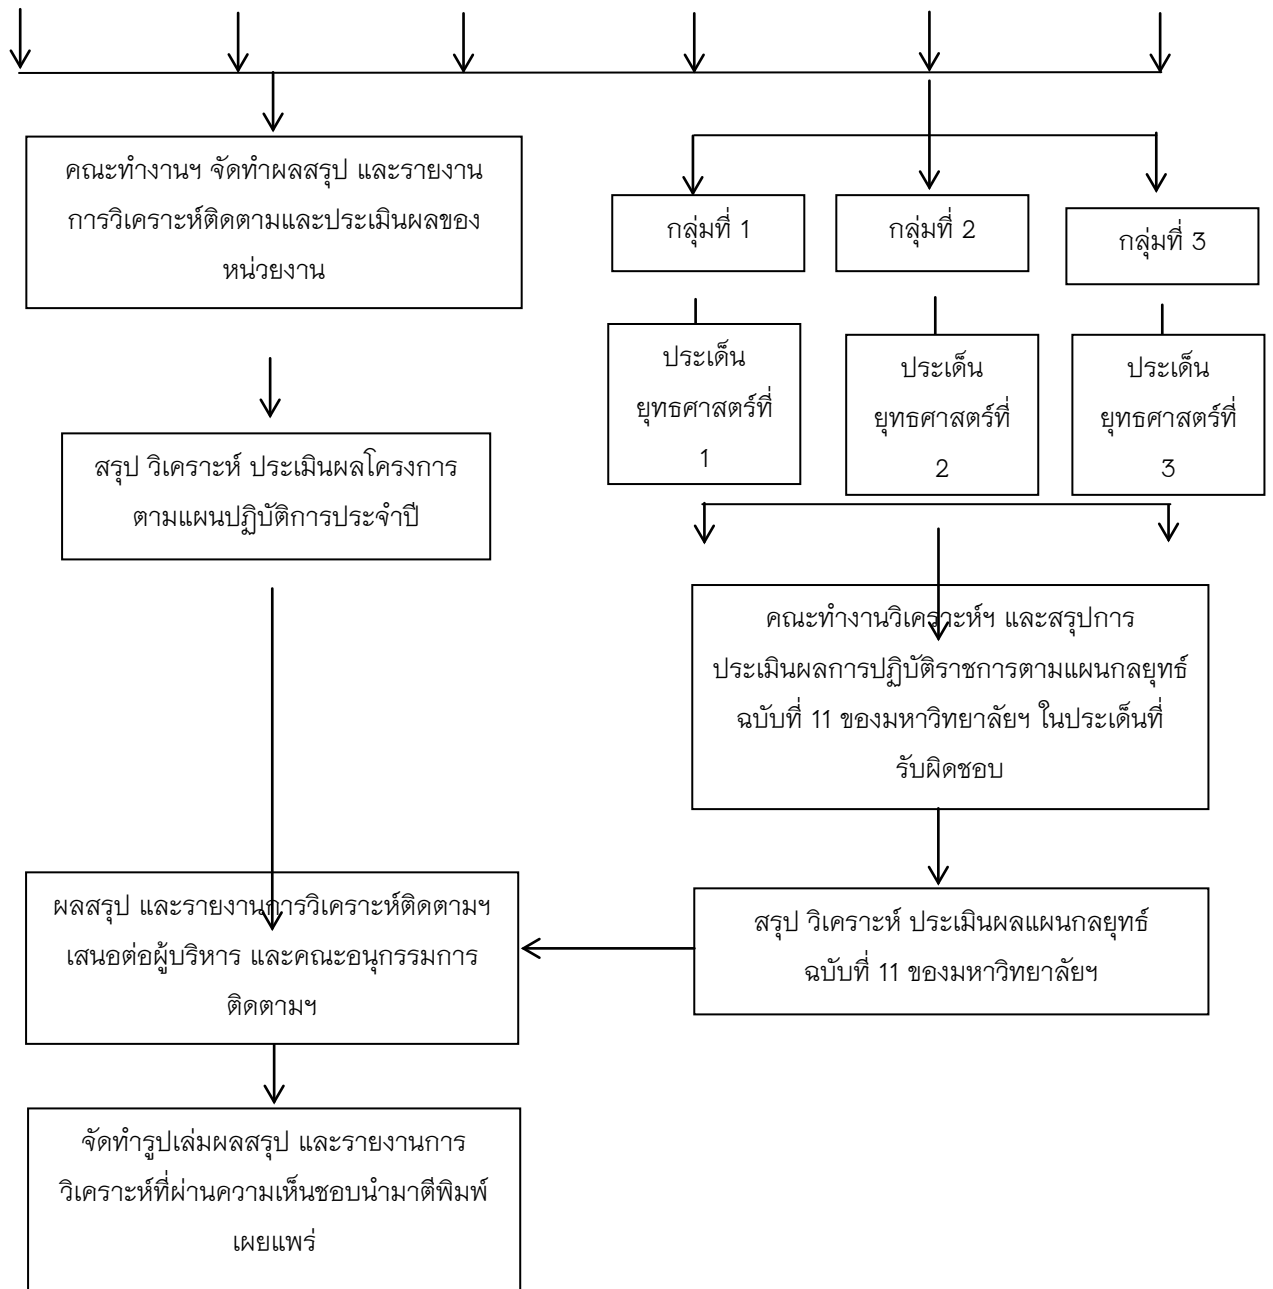 คณะทำงานฯ จัดทำผลสรุป และรายงาน
การวิเคราะห์ติดตามและประเมินผลของ
หน่วยงาน
กลุ่มที่ 1
กลุ่มที่ 2
กลุ่มที่ 3
ประเด็น
ยุทธศาสตร์ที่
1
ประเด็น
ยุทธศาสตร์ที่
2
ประเด็น
ยุทธศาสตร์ที่
3
สรุป วิเคราะห์ ประเมินผลโครงการ
ตามแผนปฏิบัติการประจำปี
คณะทำงานวิเคราะห์ฯ และสรุปการ
ประเมินผลการปฏิบัติราชการตามแผนกลยุทธ์
ฉบับที่ 11 ของมหาวิทยาลัยฯ ในประเด็นที่
รับผิดชอบ
ผลสรุป และรายงานการวิเคราะห์ติดตามฯ
เสนอต่อผู้บริหาร และคณะอนุกรรมการ
ติดตามฯ
สรุป วิเคราะห์ ประเมินผลแผนกลยุทธ์
ฉบับที่ 11 ของมหาวิทยาลัยฯ
จัดทำรูปเล่มผลสรุป และรายงานการ
วิเคราะห์ที่ผ่านความเห็นชอบนำมาตีพิมพ์
เผยแพร่